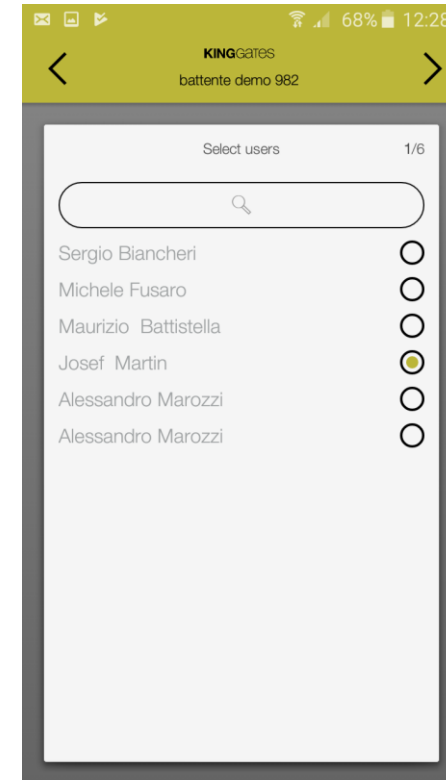 68% 12:28
KINGGATES
battente demo 982
Select users 1/6
Sergio Biancheri
Michele Fusaro
Maurizio Battistella
Josef Martin
Alessandro Marozzi
Alessandro Marozzi